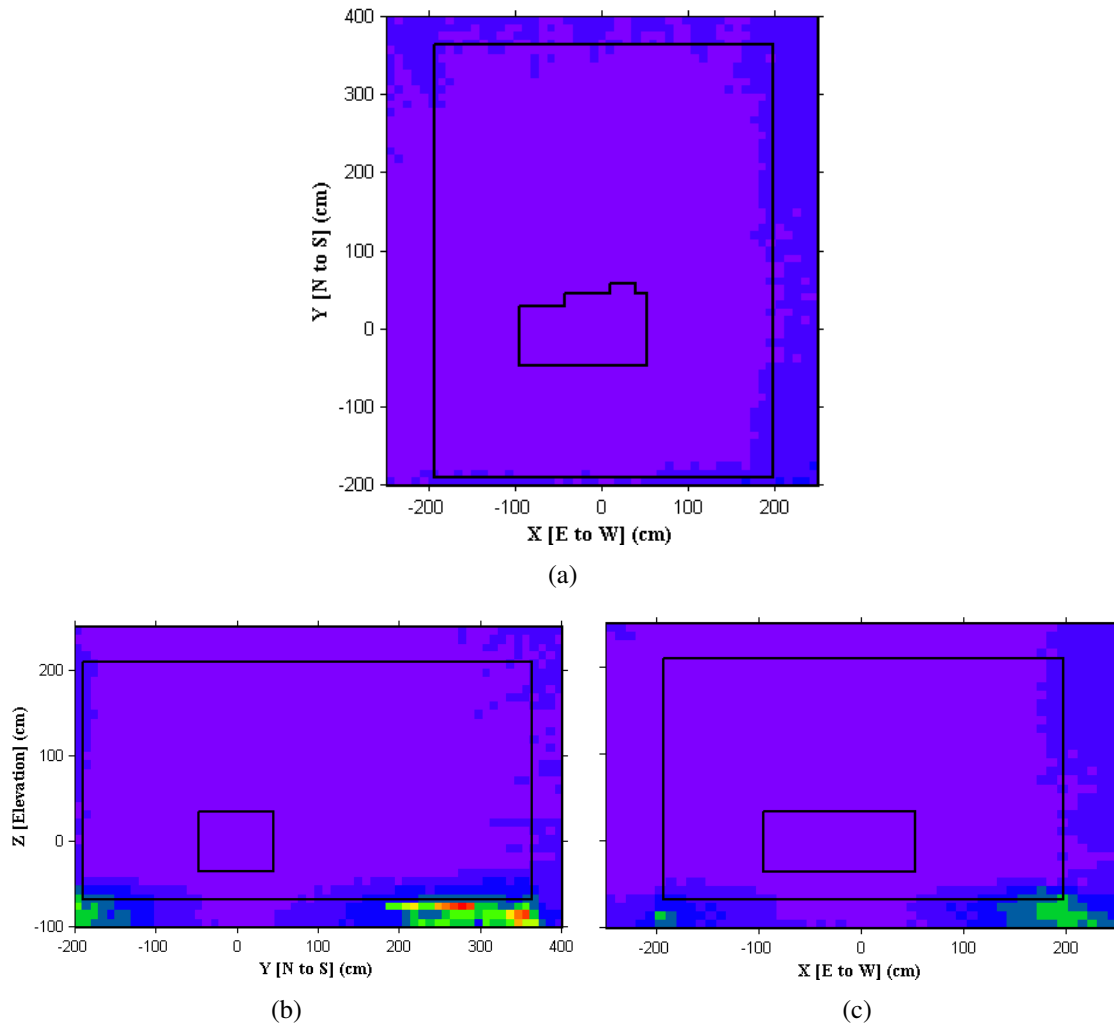 400
300
200
100
0
-100
-200
Y [N to S] (cm)
-200 -100 0 100 200
X [E to W] (cm)
(a)
200
100
0
-100
Z [Elevation] (cm)
-200 -100 0 100 200 300 400
Y [N to S] (cm)
(b)
-200 -100 0 100 200
X [E to W] (cm)
(c)